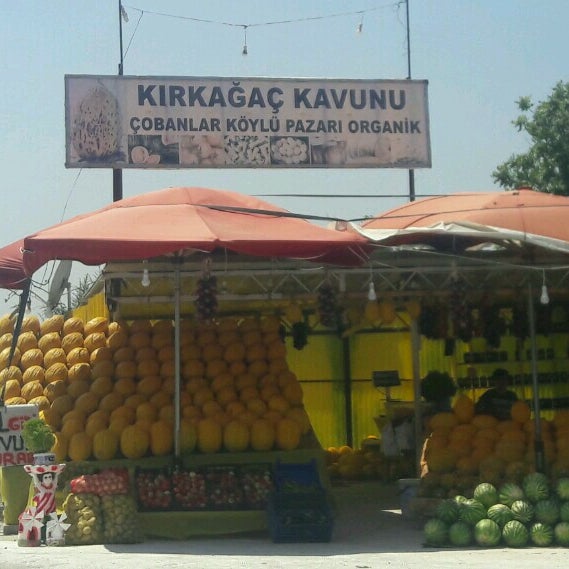 KIRKAĞAÇ KAVUNU
ÇOBANLAR KÖYLÜ PAZARI ORGANİK